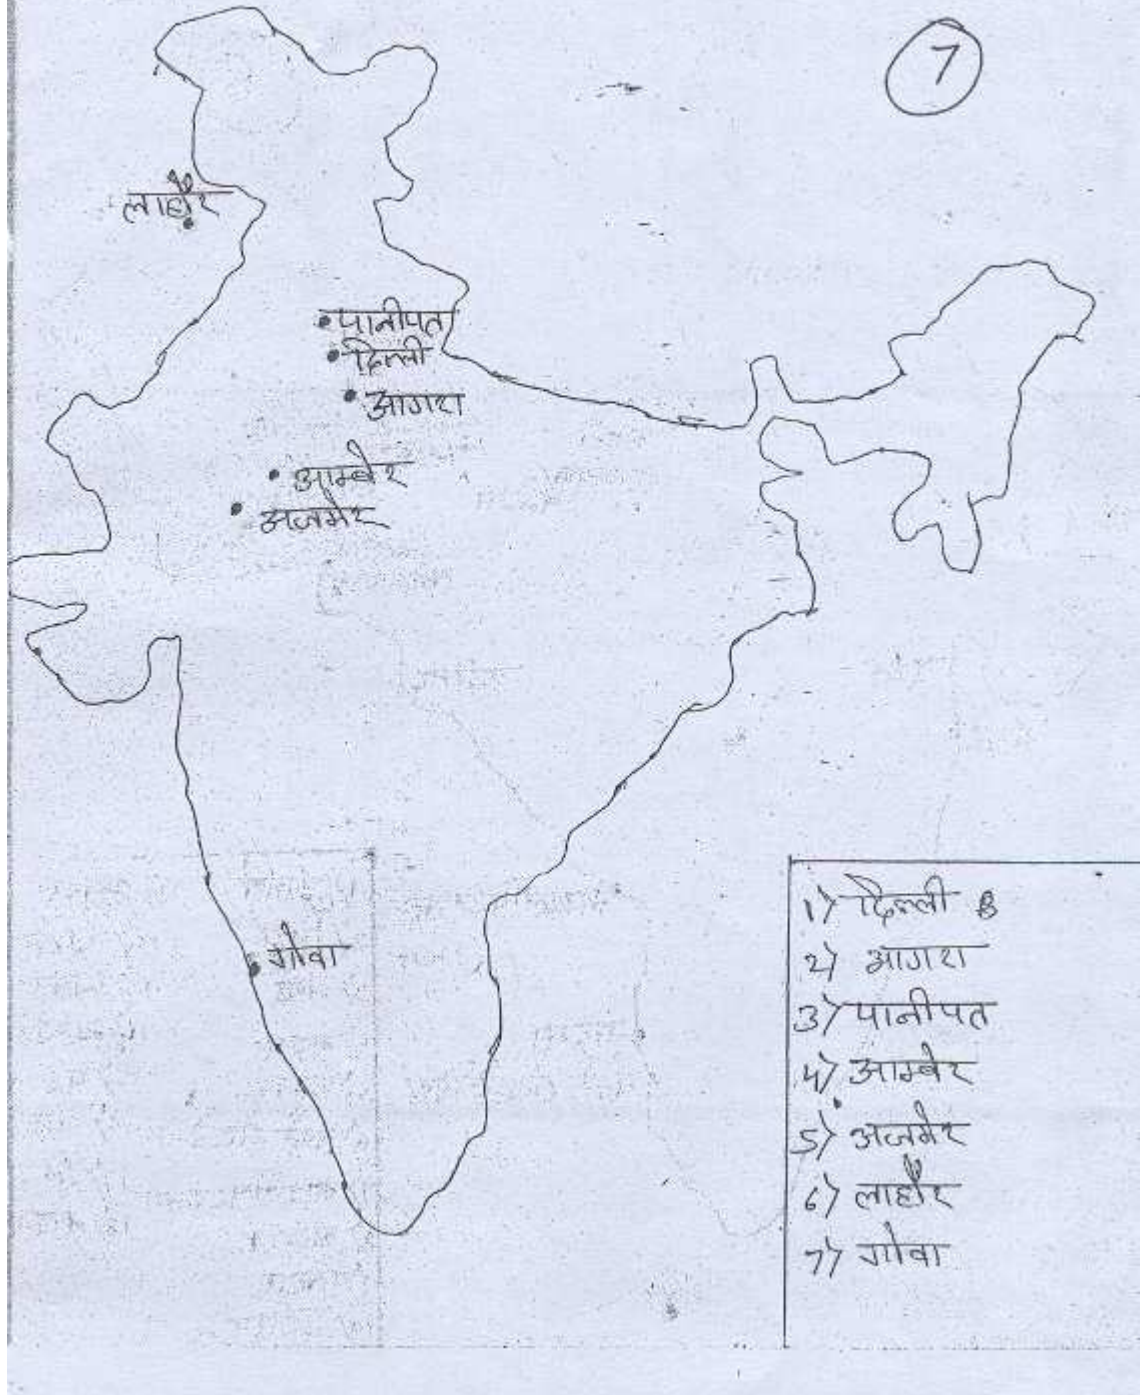 7
लाहौर
पानीपत
दिल्ली
आगरा
आम्बेर
अजमेर
गोवा
1) दिल्ली
2) आगरा
3) पानीपत
4) आम्बेर
5) अजमेर
6) लाहौर
7) गोवा